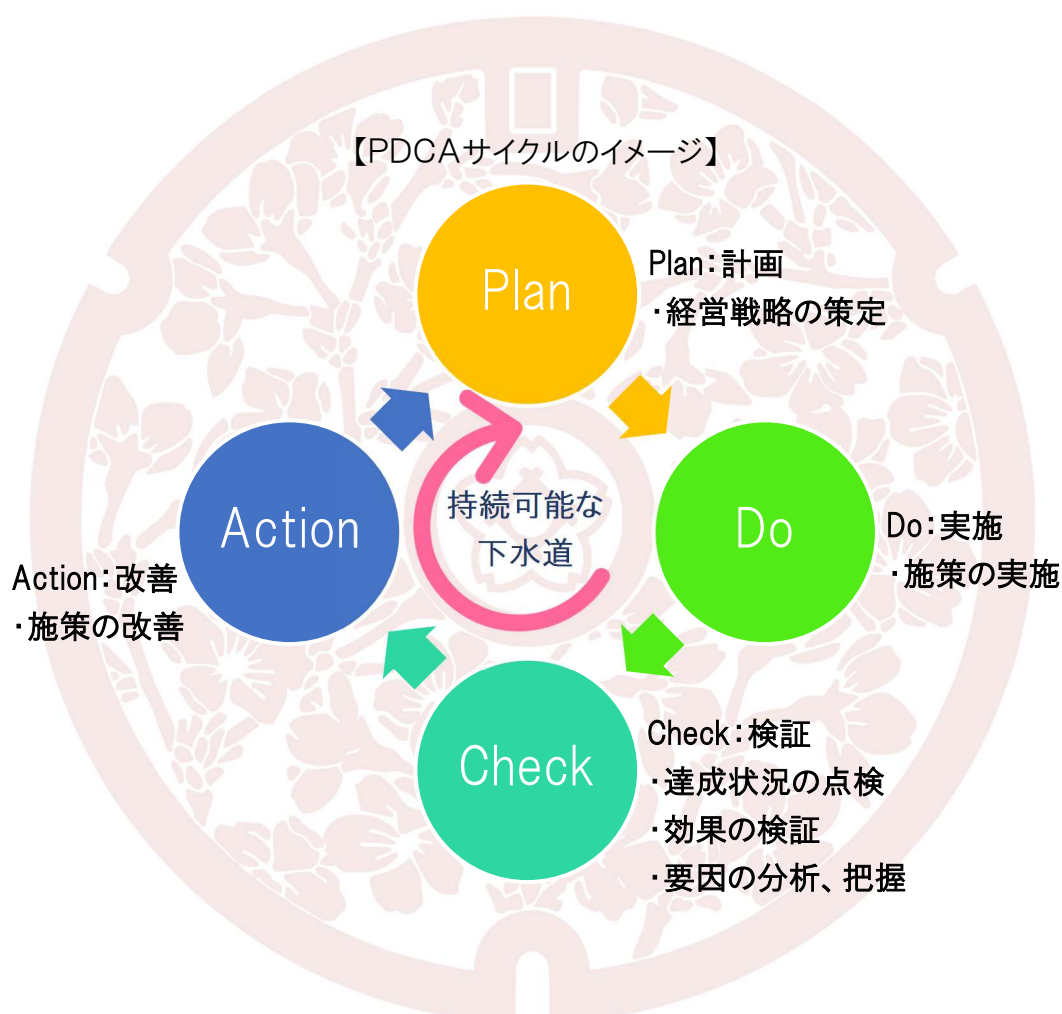 【PDCAサイクルのイメージ】
Plan
Plan：計画
・経営戦略の策定
Do
Do：実施
・施策の実施
Check
Check：検証
・達成状況の点検
・効果の検証
・要因の分析、把握
Action
Action：改善
・施策の改善
持続可能な
下水道